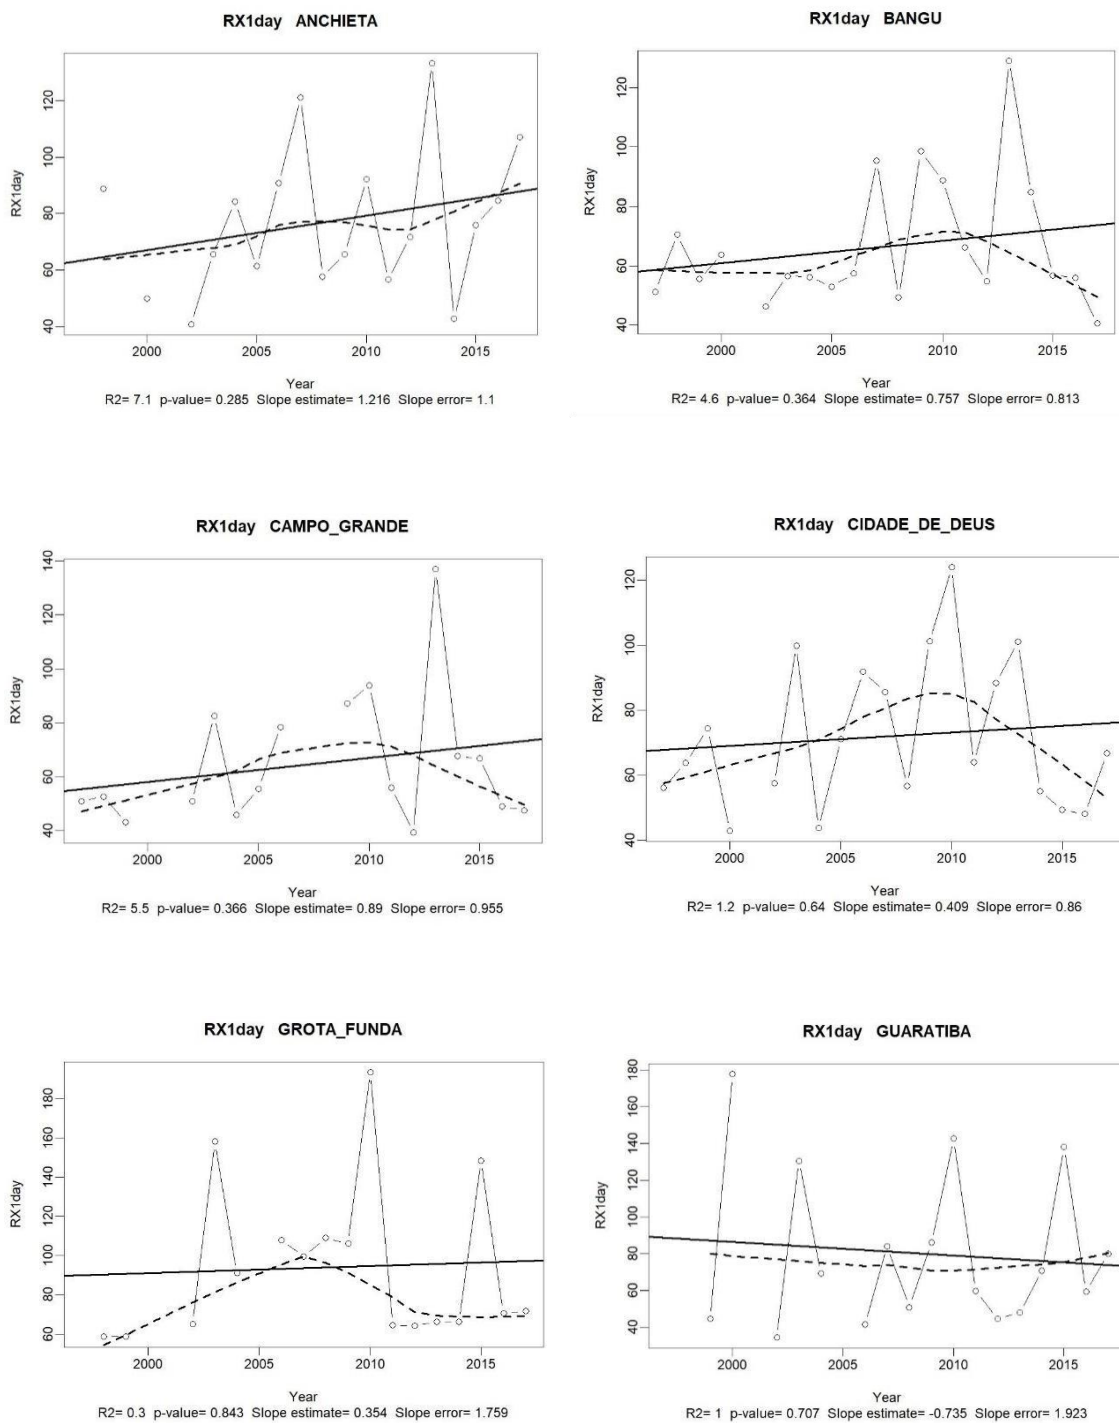 RX1day ANCHIETA
RX1day
120
100
80
60
40
2000 2005 2010 2015
Year
R2= 7.1 p-value= 0.285 Slope estimate= 1.216 Slope error= 1.1
RX1day BANGU
RX1day
120
100
80
60
40
2000 2005 2010 2015
Year
R2= 4.6 p-value= 0.364 Slope estimate= 0.757 Slope error= 0.813
RX1day CAMPO_GRANDE
RX1day
140
120
100
80
60
40
2000 2005 2010 2015
Year
R2= 5.5 p-value= 0.366 Slope estimate= 0.89 Slope error= 0.955
RX1day CIDADE_DE_DEUS
RX1day
120
100
80
60
40
2000 2005 2010 2015
Year
R2= 1.2 p-value= 0.64 Slope estimate= 0.409 Slope error= 0.86
RX1day GROTA_FUNDA
RX1day
180
160
140
120
100
80
60
2000 2005 2010 2015
Year
R2= 0.3 p-value= 0.843 Slope estimate= 0.354 Slope error= 1.759
RX1day GUARATIBA
RX1day
180
160
140
120
100
80
60
40
2000 2005 2010 2015
Year
R2= 1 p-value= 0.707 Slope estimate= -0.735 Slope error= 1.923